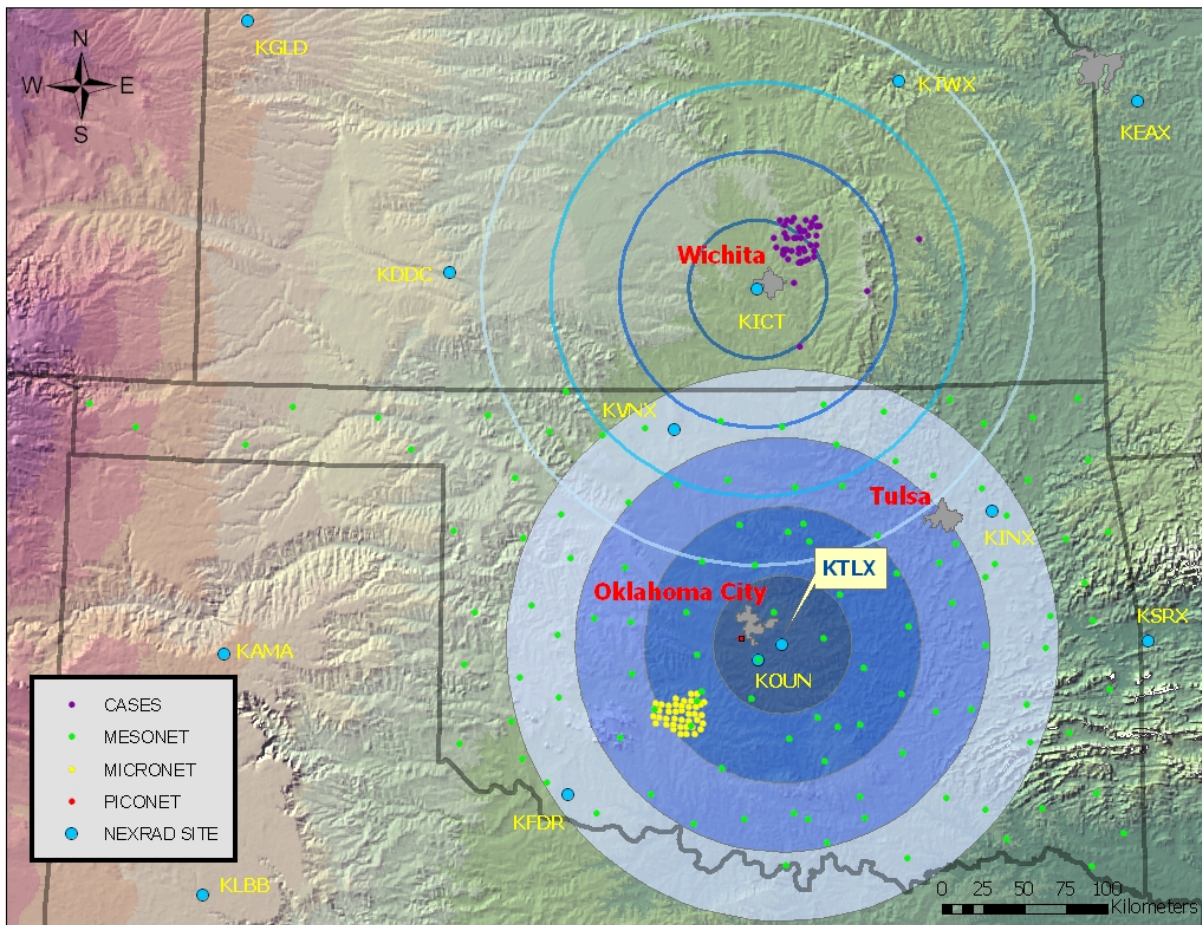 KGLD
N
W E
S
KTWX
KEAX
Wichita
KDDC
KICT
KVNX
Tulsa
KINX
KTLX
Oklahoma City
KSRX
KAMA
KOUN
CASES
MESONET
MICRONET
PICONET
NEXRAD SITE
KFDR
KLBB
0 25 50 75 100
Kilometers